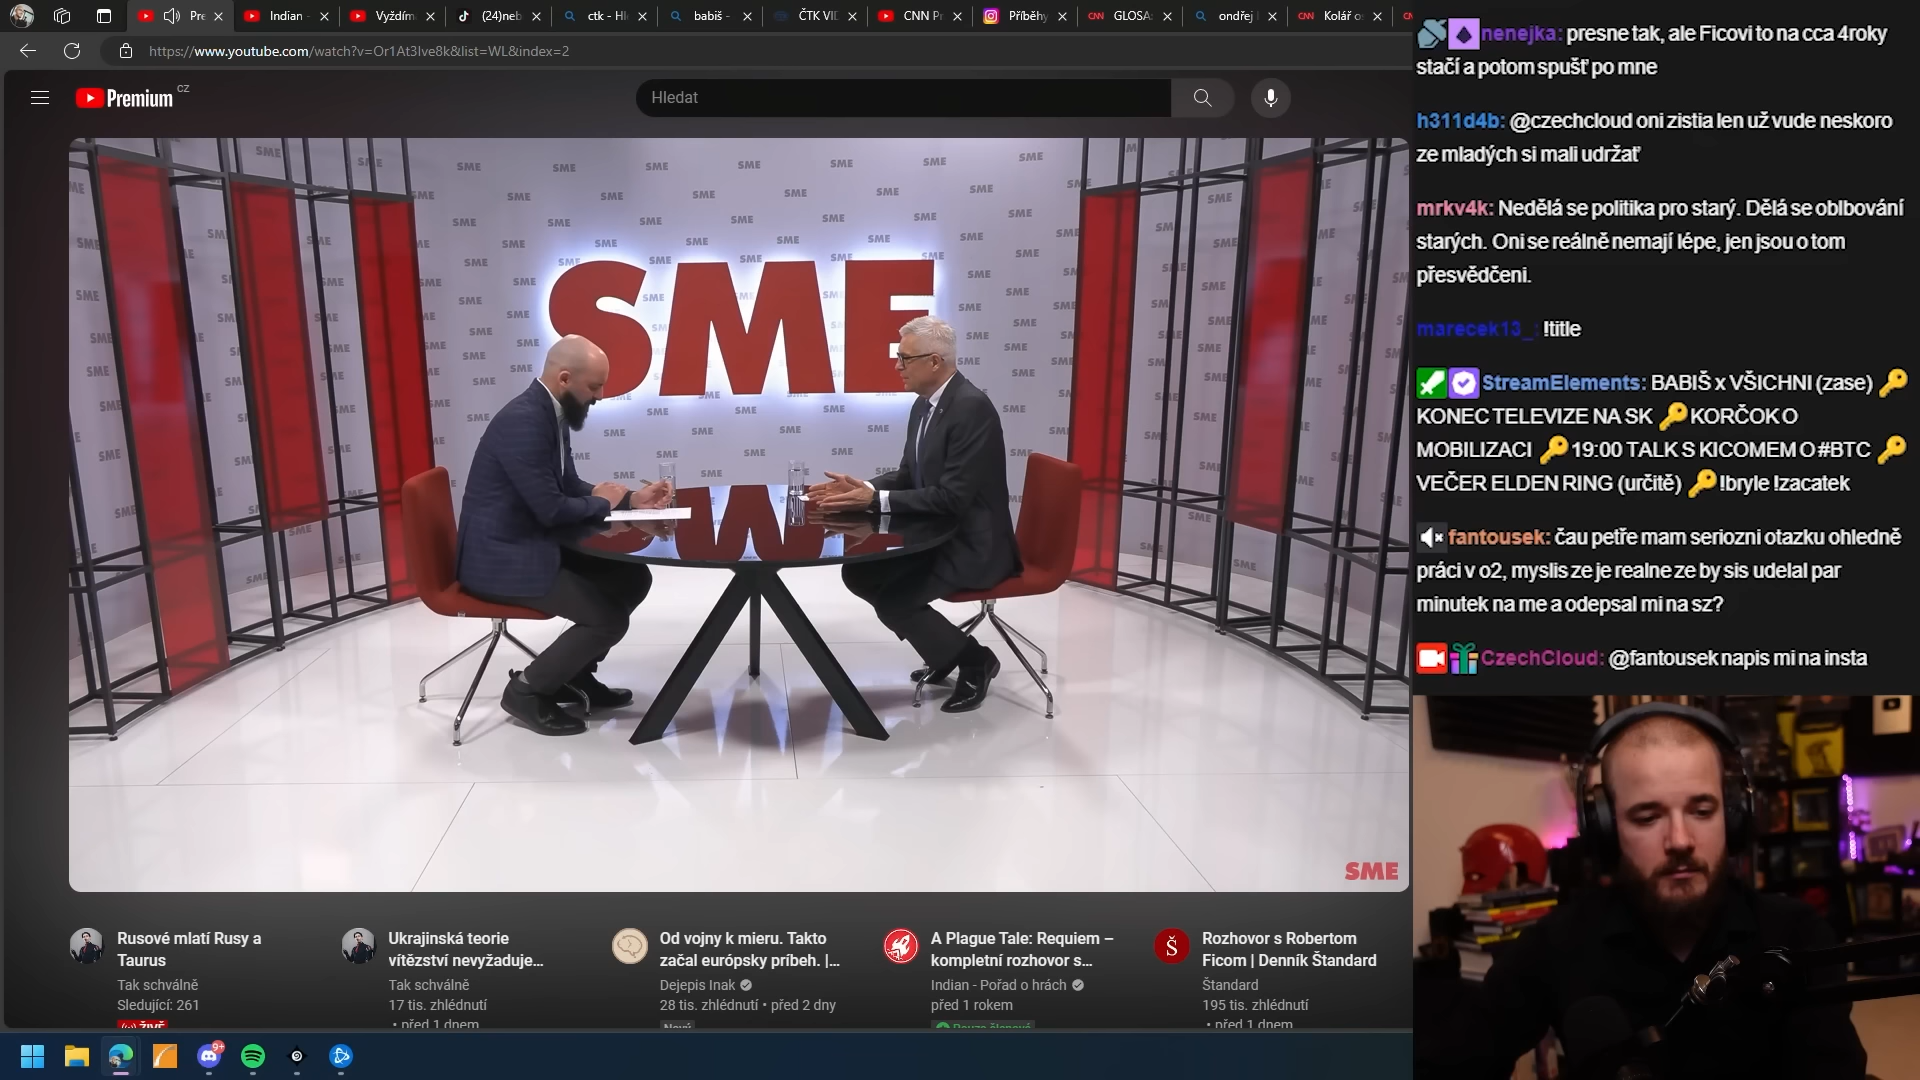 Pre
Indian -
Vyždím
(24)neb
ctk - Hle
babiš -
ČTK VID
CNN P
Příběhy
GLOSA:
ondřej
Kolář o
https://www.youtube.com/watch?v=Or1At3lve8k&list=WL&index=2
Premium CZ
Hledat
SME
SME
Rusové mlatí Rusy a
Taurus
Tak schválně
Sledující: 261
ŽIVĚ
Ukrajinská teorie
vítězství nevyžaduje...
Tak schválně
17 tis. zhlédnutí
• před 1 dnem
Od vojny k mieru. Takto
začal európsky príbeh. |...
Dejepis Inak
28 tis. zhlédnutí • před 2 dny
Nový
A Plague Tale: Requiem –
kompletní rozhovor s...
Indian - Pořad o hrách
před 1 rokem
Pouze členové
Š
Rozhovor s Robertom
Ficom | Denník Štandard
Štandard
195 tis. zhlédnutí
• před 1 dnem
9+
nenejka: presne tak, ale Ficovi to na cca 4roky
stačí a potom spušť po mne
h311d4b: @czechcloud oni zistia len už vude neskoro
ze mladých si mali udržať
mrkv4k: Nedělá se politika pro starý. Dělá se oblbování
starých. Oni se reálně nemají lépe, jen jsou o tom
přesvědčeni.
marecek13_: !title
StreamElements: BABIŠ x VŠICHNI (zase) 🔑
KONEC TELEVIZE NA SK 🔑 KORČOK O
MOBILIZACI 🔑 19:00 TALK S KICOMEM O #BTC 🔑
VEČER ELDEN RING (určitě) 🔑 !bryle !zacatek
fantousek: čau petře mam seriozni otazku ohledně
práci v o2, myslis ze je realne ze by sis udelal par
minutek na me a odepsal mi na sz?
CzechCloud: @fantousek napis mi na insta